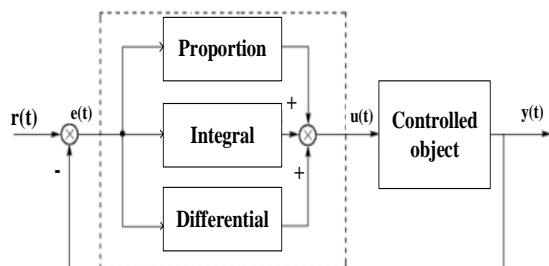 Proportion
r(t)
e(t)
Integral
+
u(t)
Controlled
object
y(t)
-
+
Differential